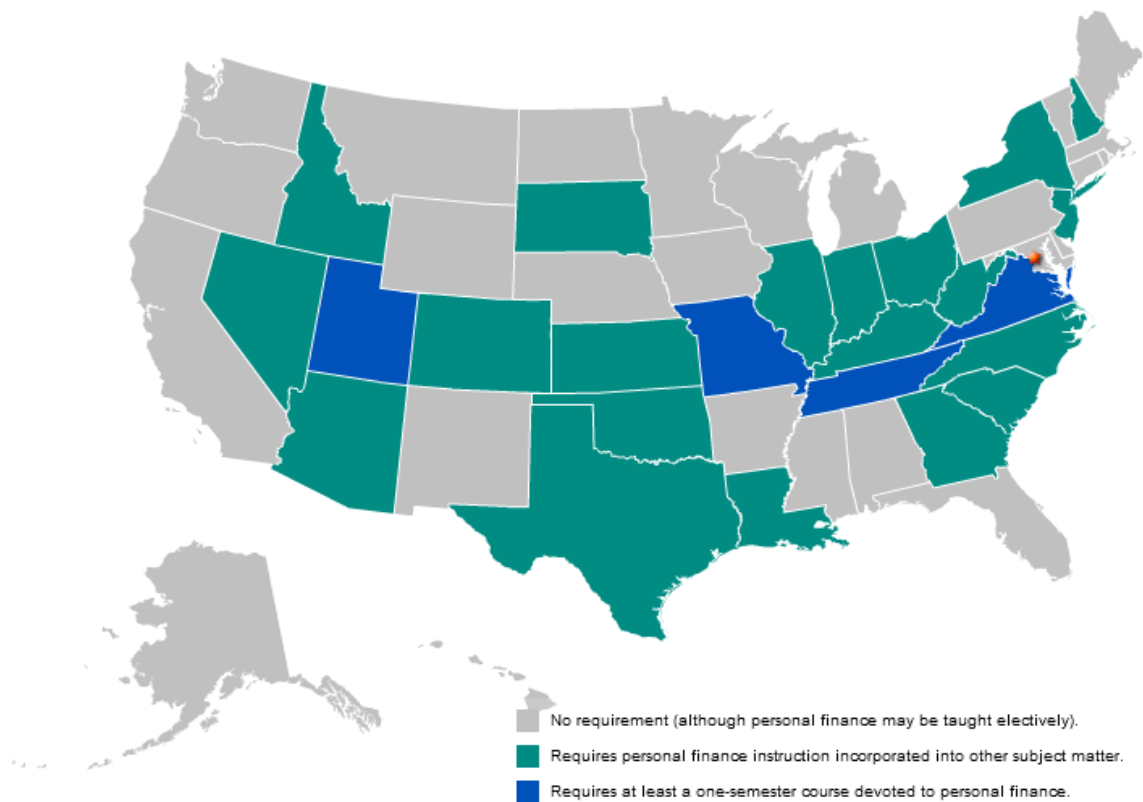 No requirement (although personal finance may be taught electively).
Requires personal finance instruction incorporated into other subject matter.
Requires at least a one-semester course devoted to personal finance.